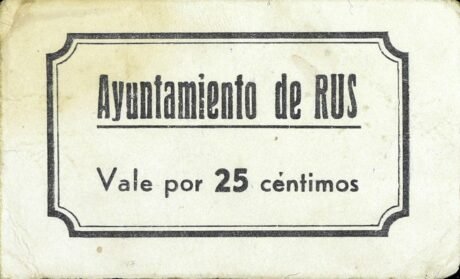 Ayuntamiento de RUS
Vale por 25 céntimos